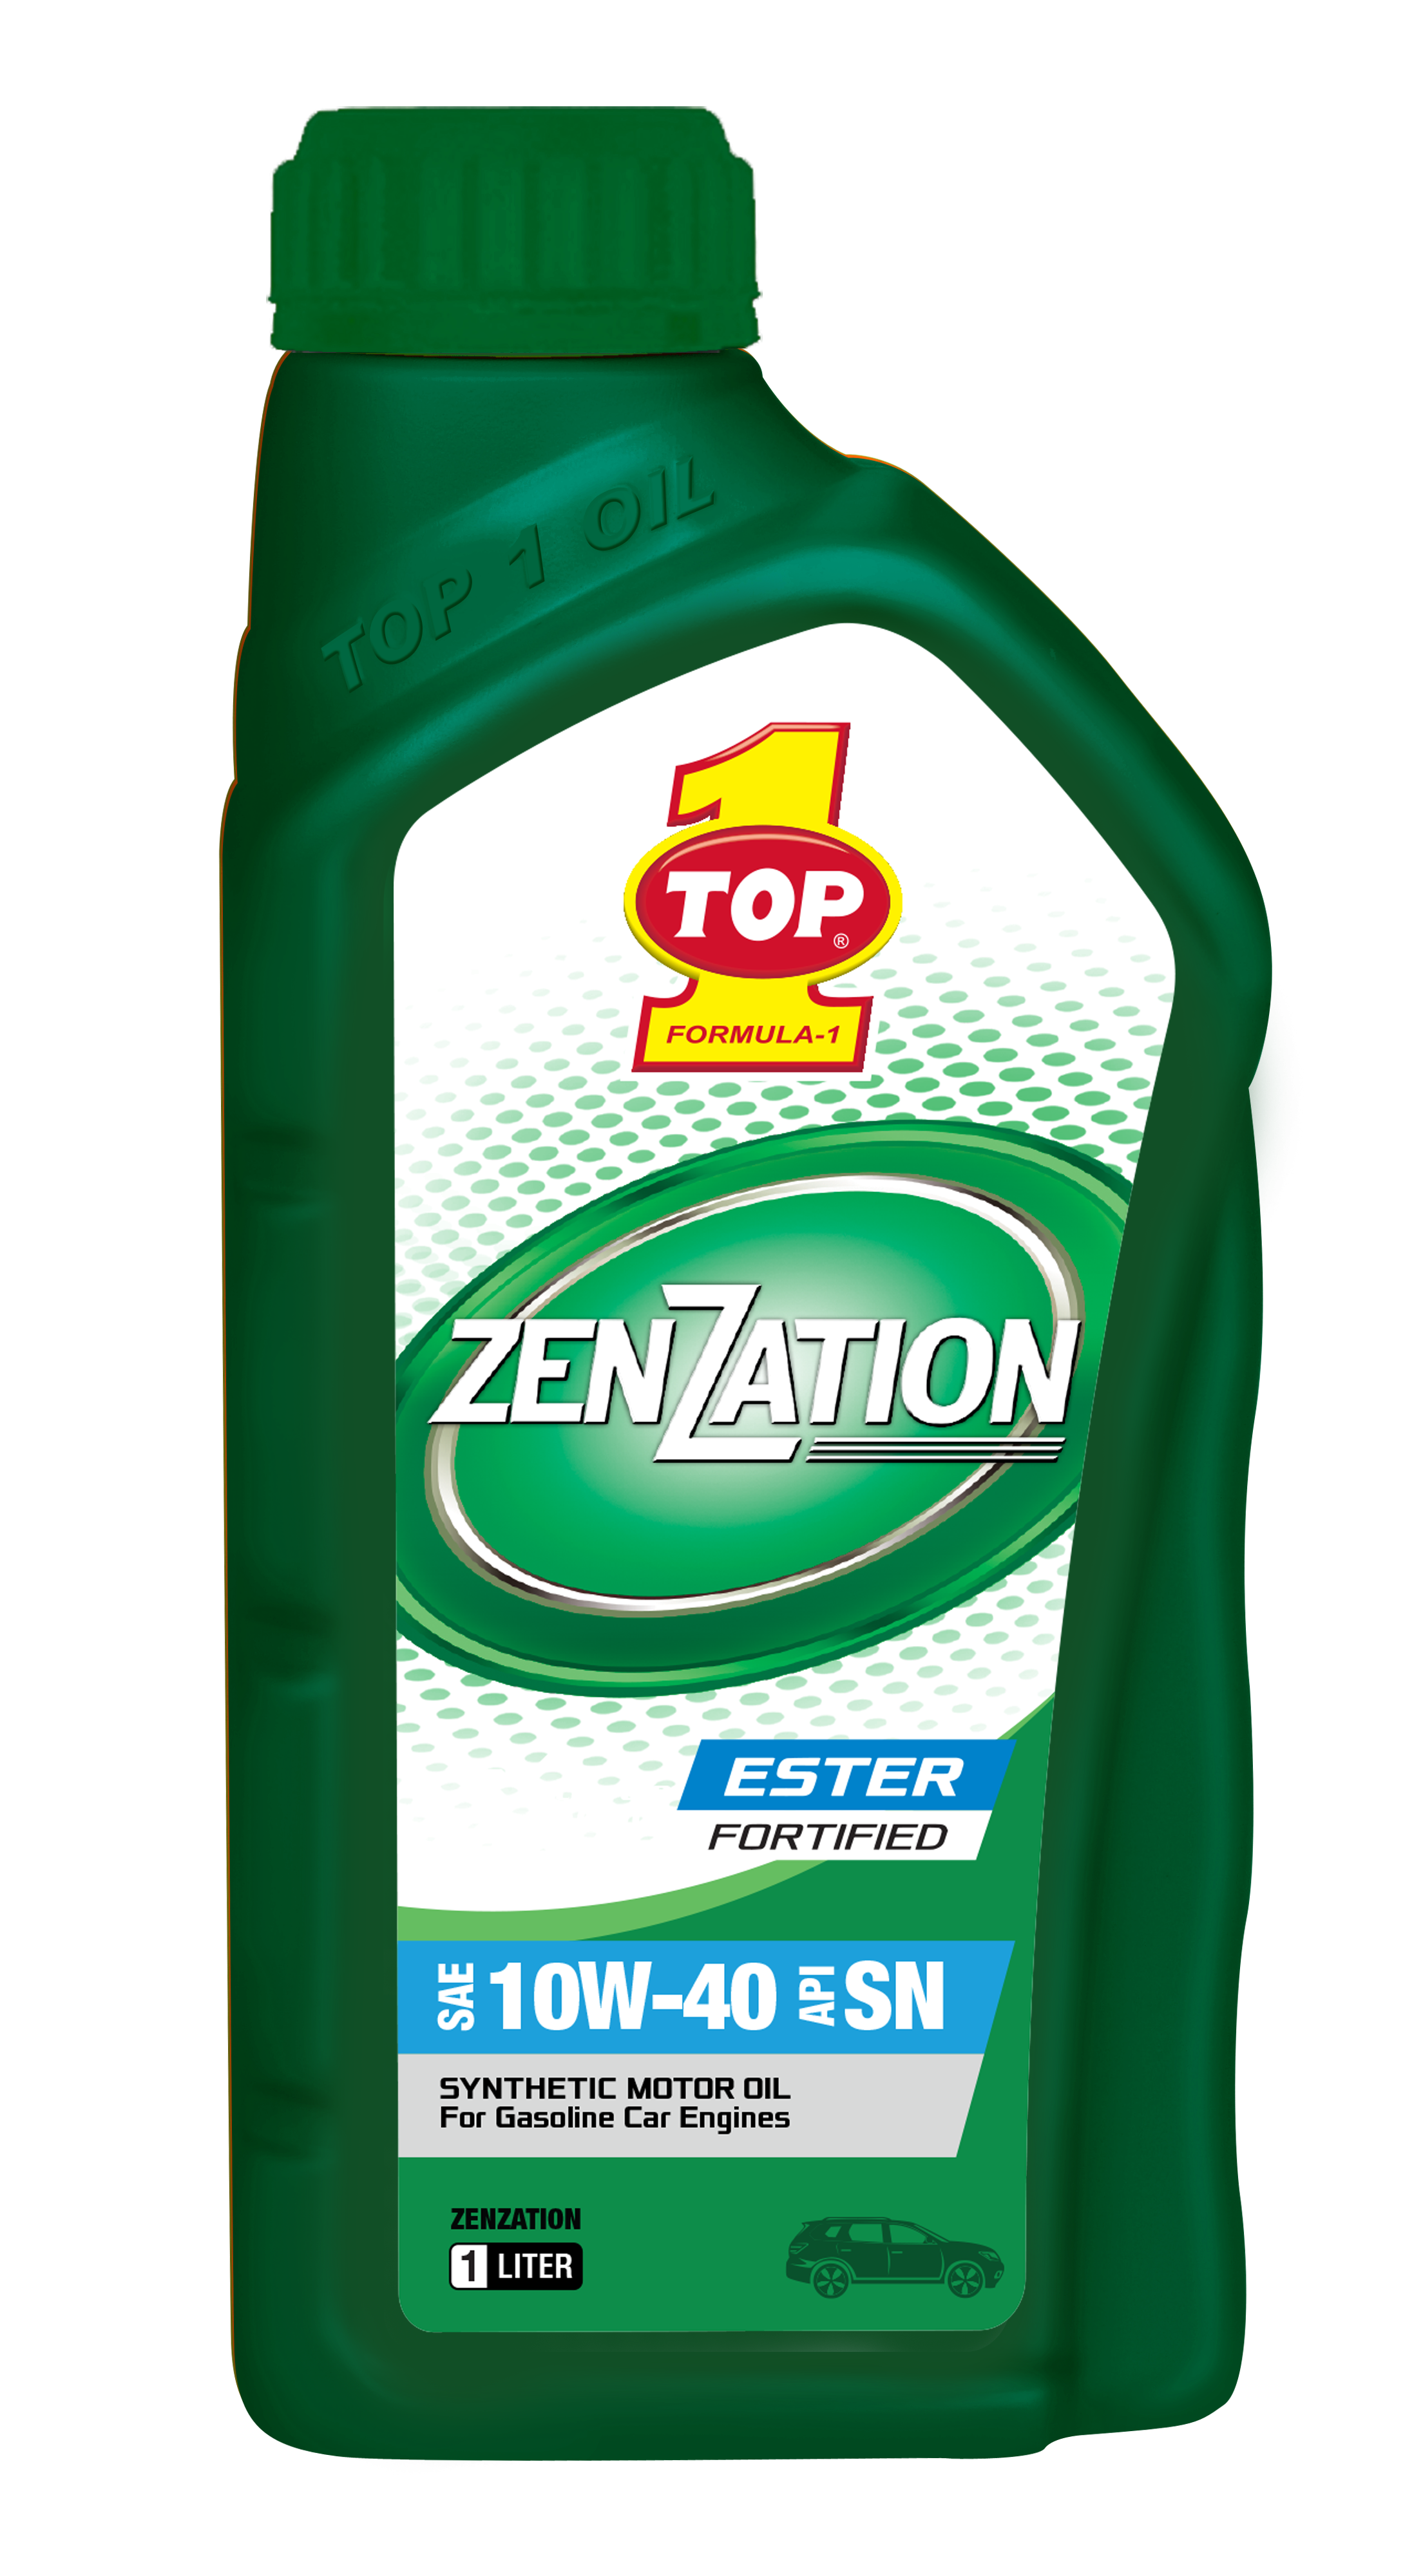 TOP 1 OIL
1
TOP®
FORMULA-1
ZENZATION
ESTER
FORTIFIED
SAE 10W-40 API SN
SYNTHETIC MOTOR OIL
For Gasoline Car Engines
ZENZATION
1 LITER